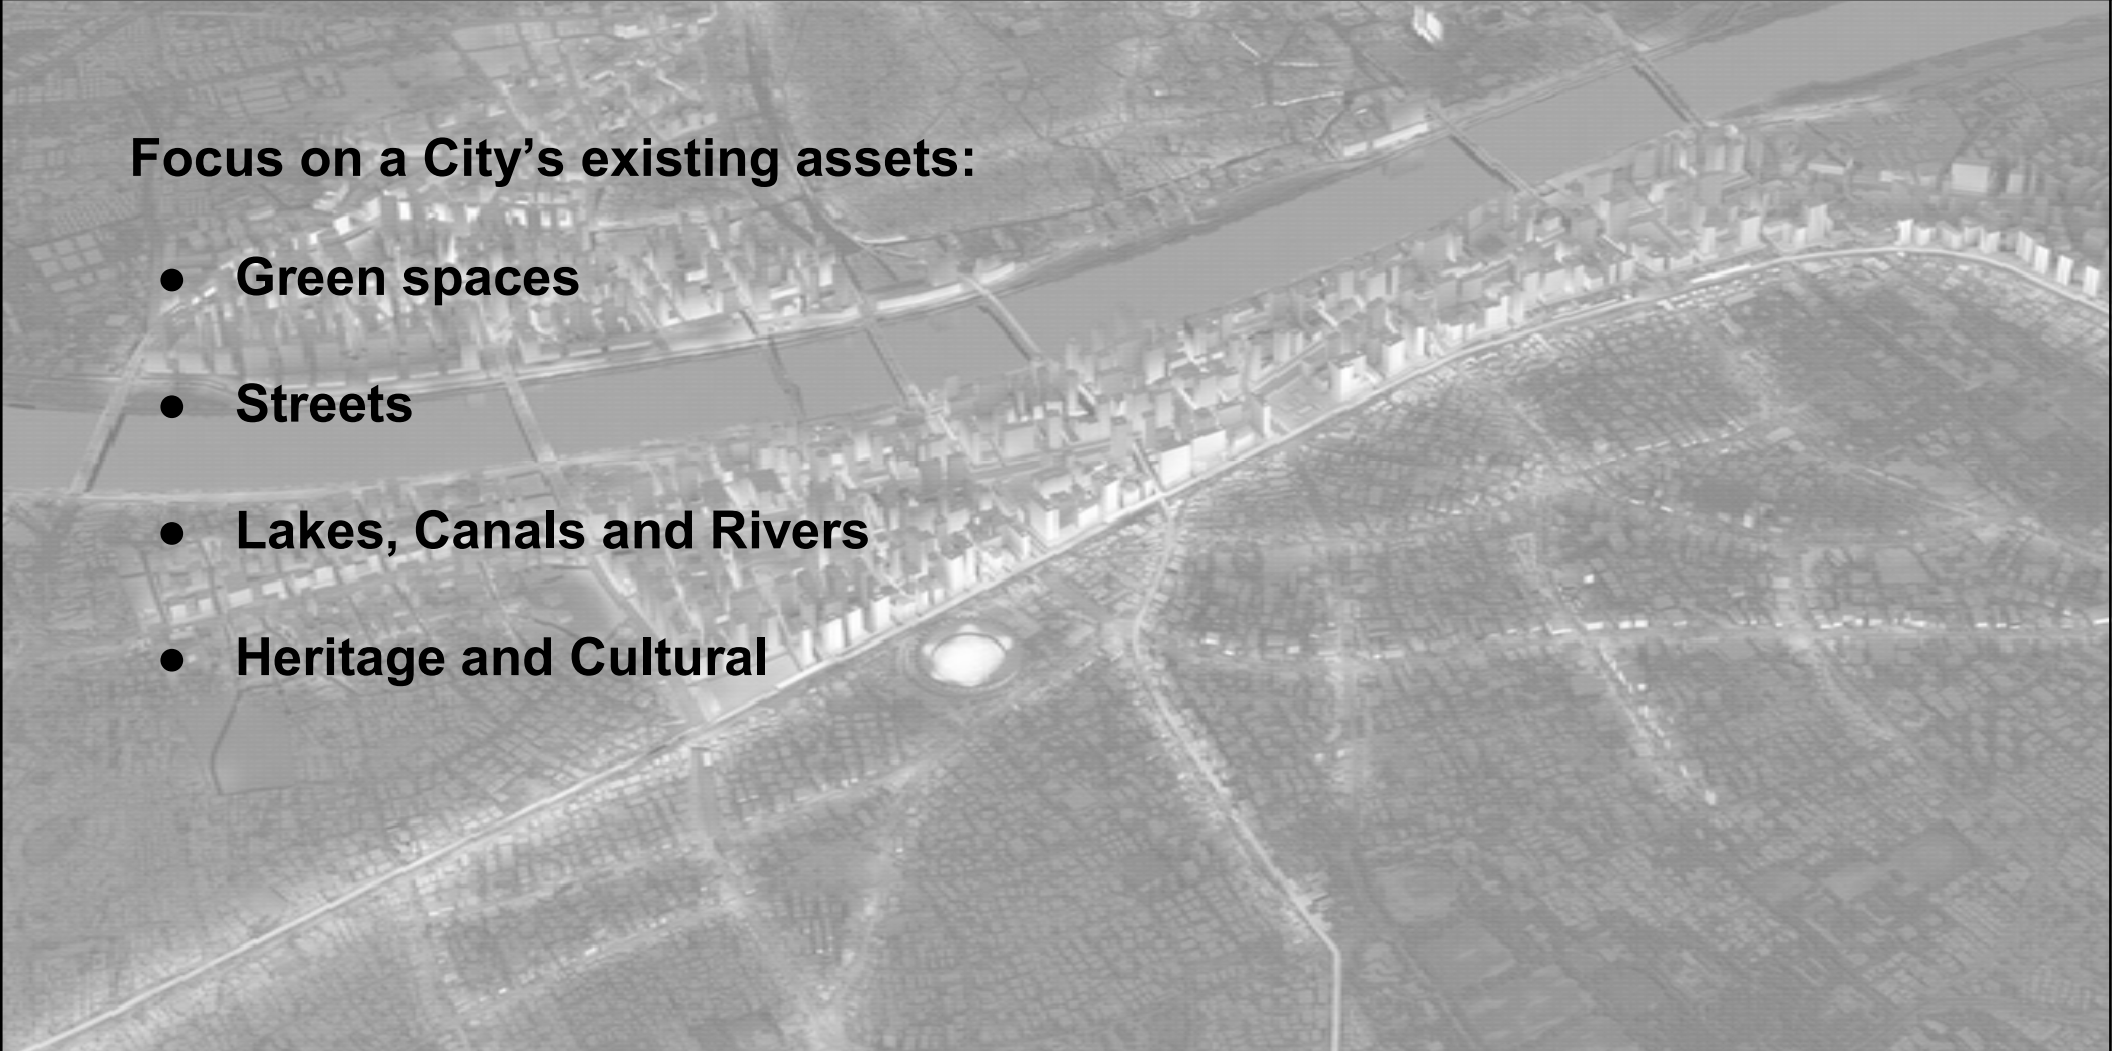 Focus on a City’s existing assets:
● Green spaces
● Streets
● Lakes, Canals and Rivers
● Heritage and Cultural